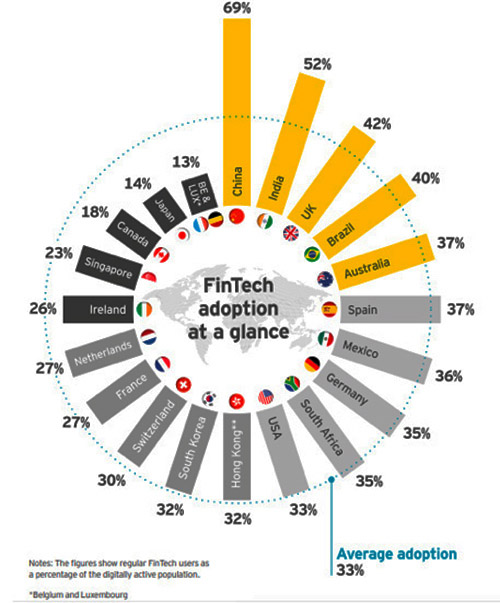 69%
China
52%
India
42%
UK
40%
Brazil
37%
Australia
37%
Spain
36%
Mexico
35%
Germany
35%
South Africa
33%
USA
32%
Hong Kong**
32%
South Korea
30%
Switzerland
27%
France
27%
Netherlands
26%
Ireland
23%
Singapore
18%
Canada
14%
Japan
13%
BE &
LUX*
FinTech
adoption
at a glance
Average adoption
33%
Notes: The figures show regular FinTech users as
a percentage of the digitally active population.
*Belgium and Luxembourg